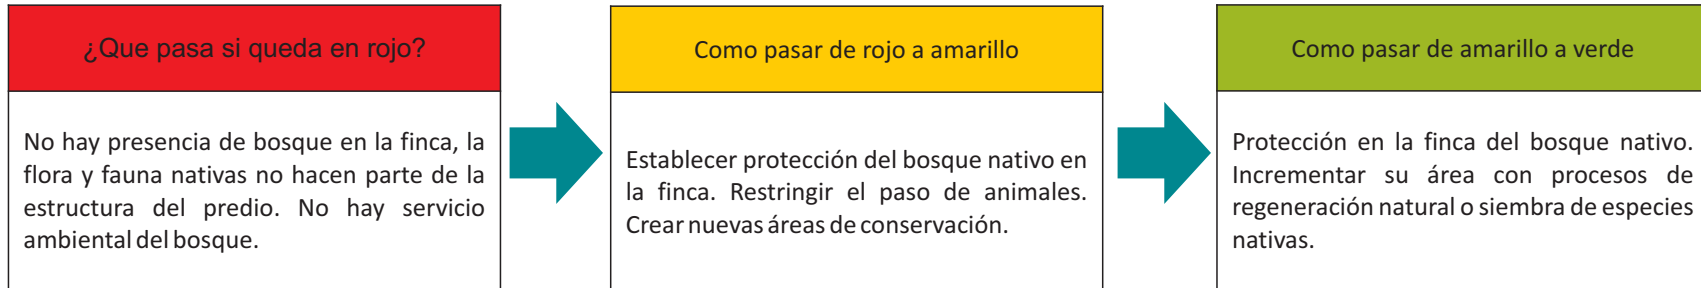 ¿Que pasa si queda en rojo?
No hay presencia de bosque en la finca, la
flora y fauna nativas no hacen parte de la
estructura del predio. No hay servicio
ambiental del bosque.
Como pasar de rojo a amarillo
Establecer protección del bosque nativo en
la finca. Restringir el paso de animales.
Crear nuevas áreas de conservación.
Como pasar de amarillo a verde
Protección en la finca del bosque nativo.
Incrementar su área con procesos de
regeneración natural o siembra de especies
nativas.